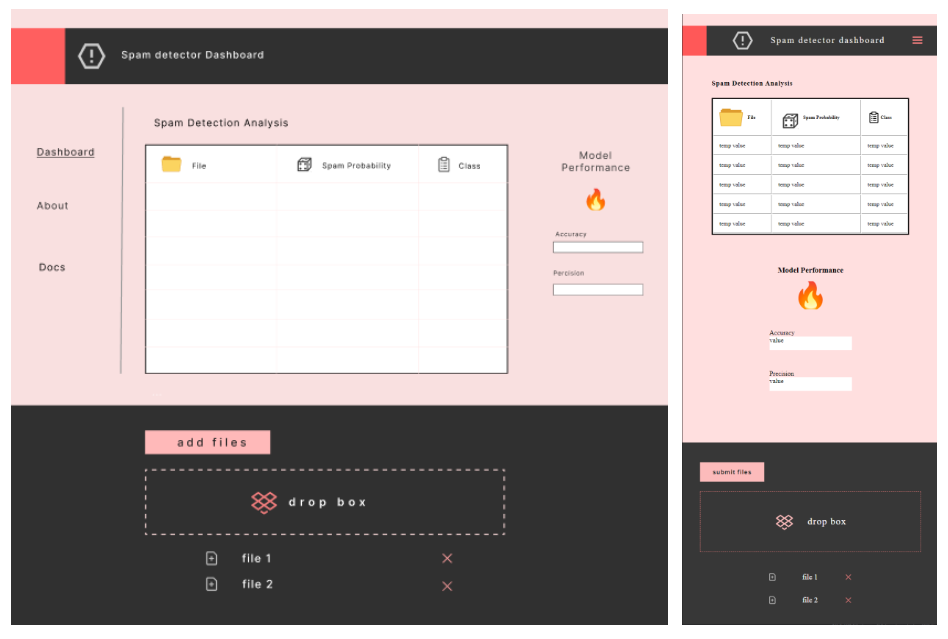 Spam detector Dashboard
Dashboard
About
Docs
Spam Detection Analysis
File Spam Probability Class
Model
Performance
Accuracy
Percision
add files
drop box
file 1
file 2
Spam detector dashboard
Spam Detection Analysis
File Spam Probability Class
temp value temp value temp value
temp value temp value temp value
temp value temp value temp value
temp value temp value temp value
temp value temp value temp value
Model Performance
Accuracy
value
Precision
value
submit files
drop box
file 1
file 2